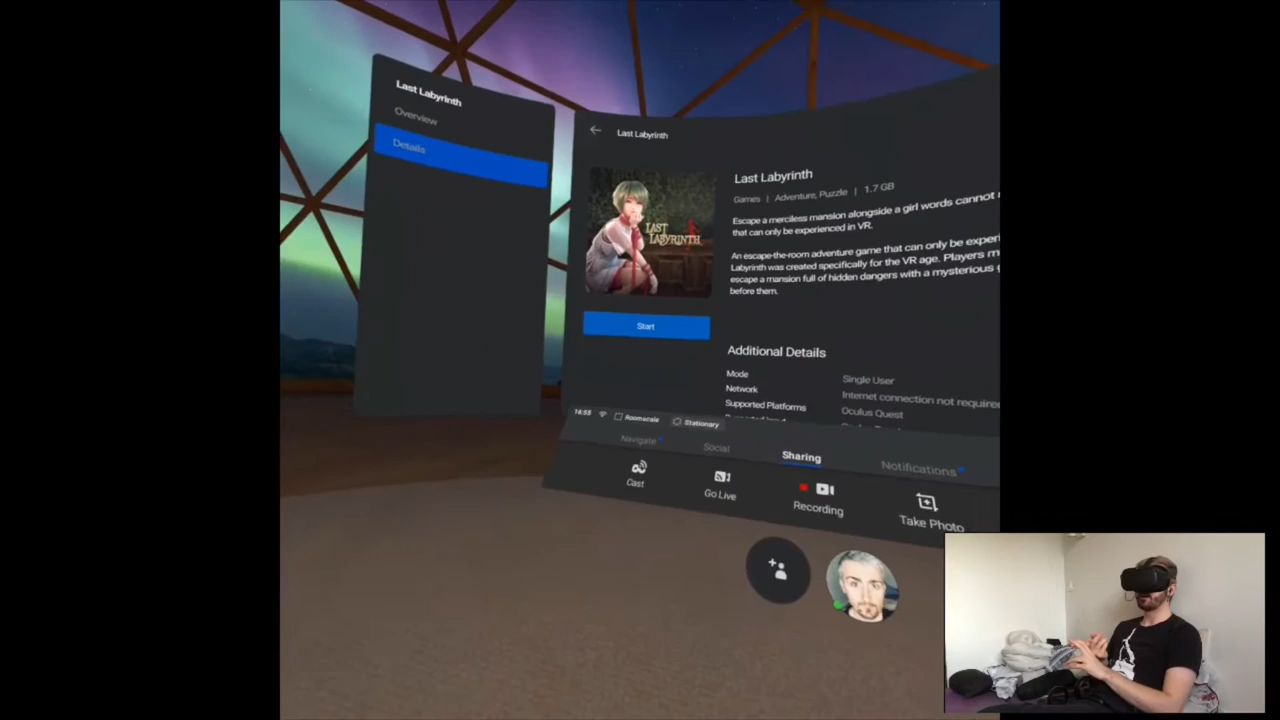 Last Labyrinth
Overview
Details
Last Labyrinth
LAST
LABYRINTH
Start
Last Labyrinth
Games | Adventure, Puzzle | 1.7 GB
Escape a merciless mansion alongside a girl words cannot
that can only be experienced in VR.
An escape-the-room adventure game that can only be experi
Labyrinth was created specifically for the VR age. Players m
escape a mansion full of hidden dangers with a mysterious
before them.
Additional Details
Mode Single User
Network Internet connection not require
Supported Platforms Oculus Quest
16:55 Roomscale Stationary
Navigate Social Sharing Notifications
Cast Go Live Recording Take Photo